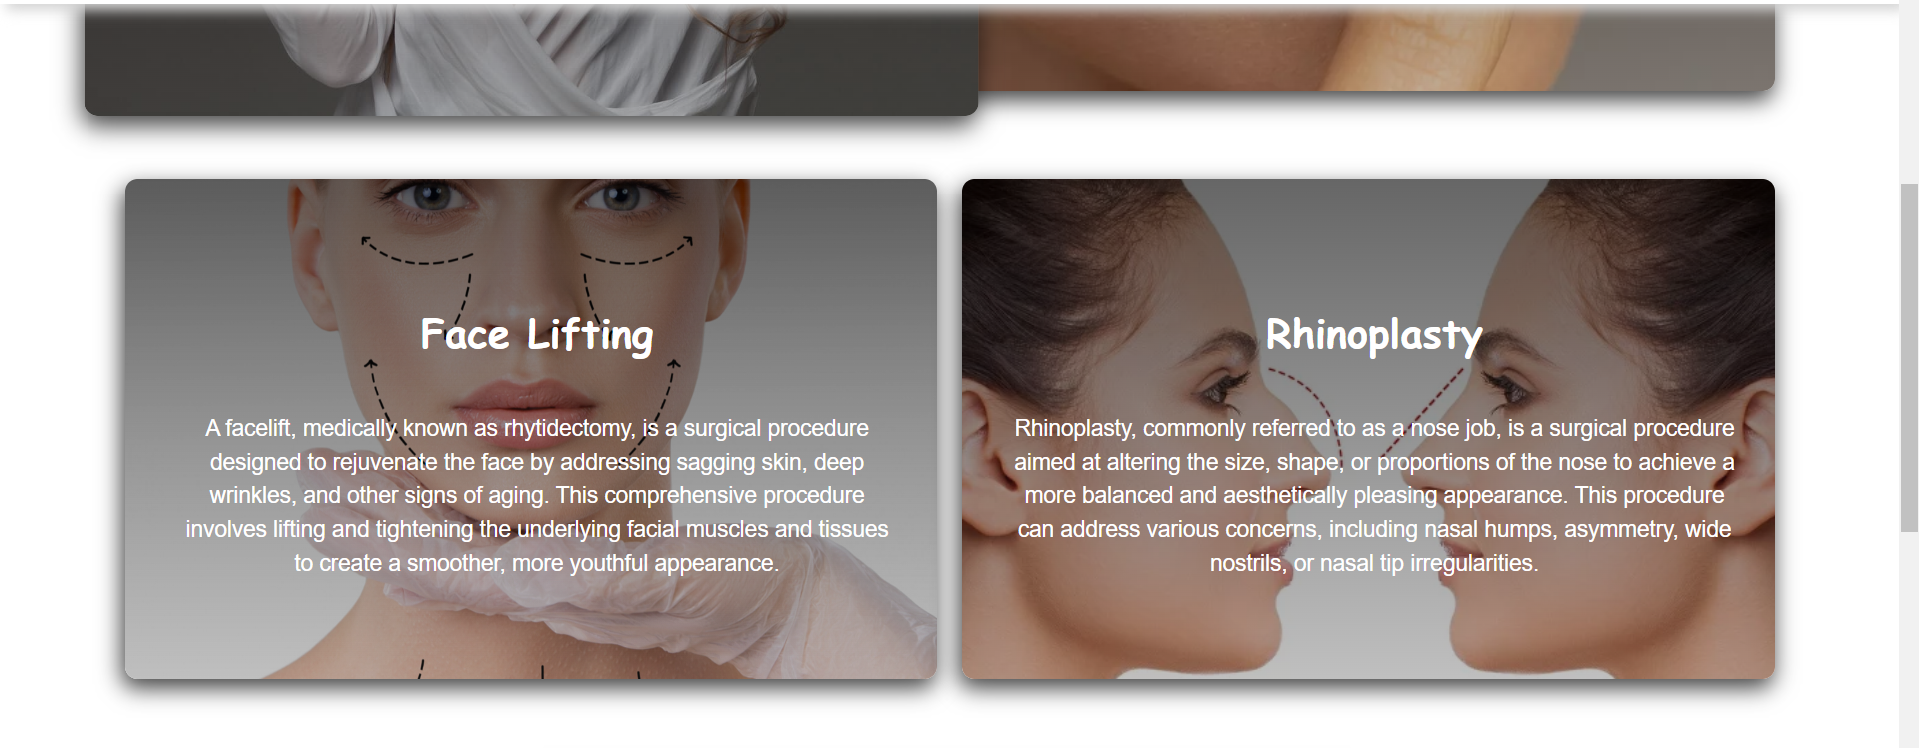 Face Lifting
A facelift, medically known as rhytidectomy, is a surgical procedure
designed to rejuvenate the face by addressing sagging skin, deep
wrinkles, and other signs of aging. This comprehensive procedure
involves lifting and tightening the underlying facial muscles and tissues
to create a smoother, more youthful appearance.
Rhinoplasty
Rhinoplasty, commonly referred to as a nose job, is a surgical procedure
aimed at altering the size, shape, or proportions of the nose to achieve a
more balanced and aesthetically pleasing appearance. This procedure
can address various concerns, including nasal humps, asymmetry, wide
nostrils, or nasal tip irregularities.